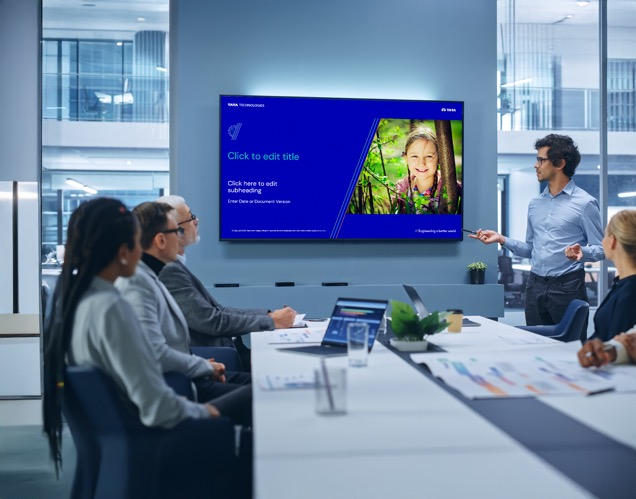 TATA TECHNOLOGIES
TATA
Click to edit title
Click here to edit
subheading
Enter Date or Document Version
Engineering a better world